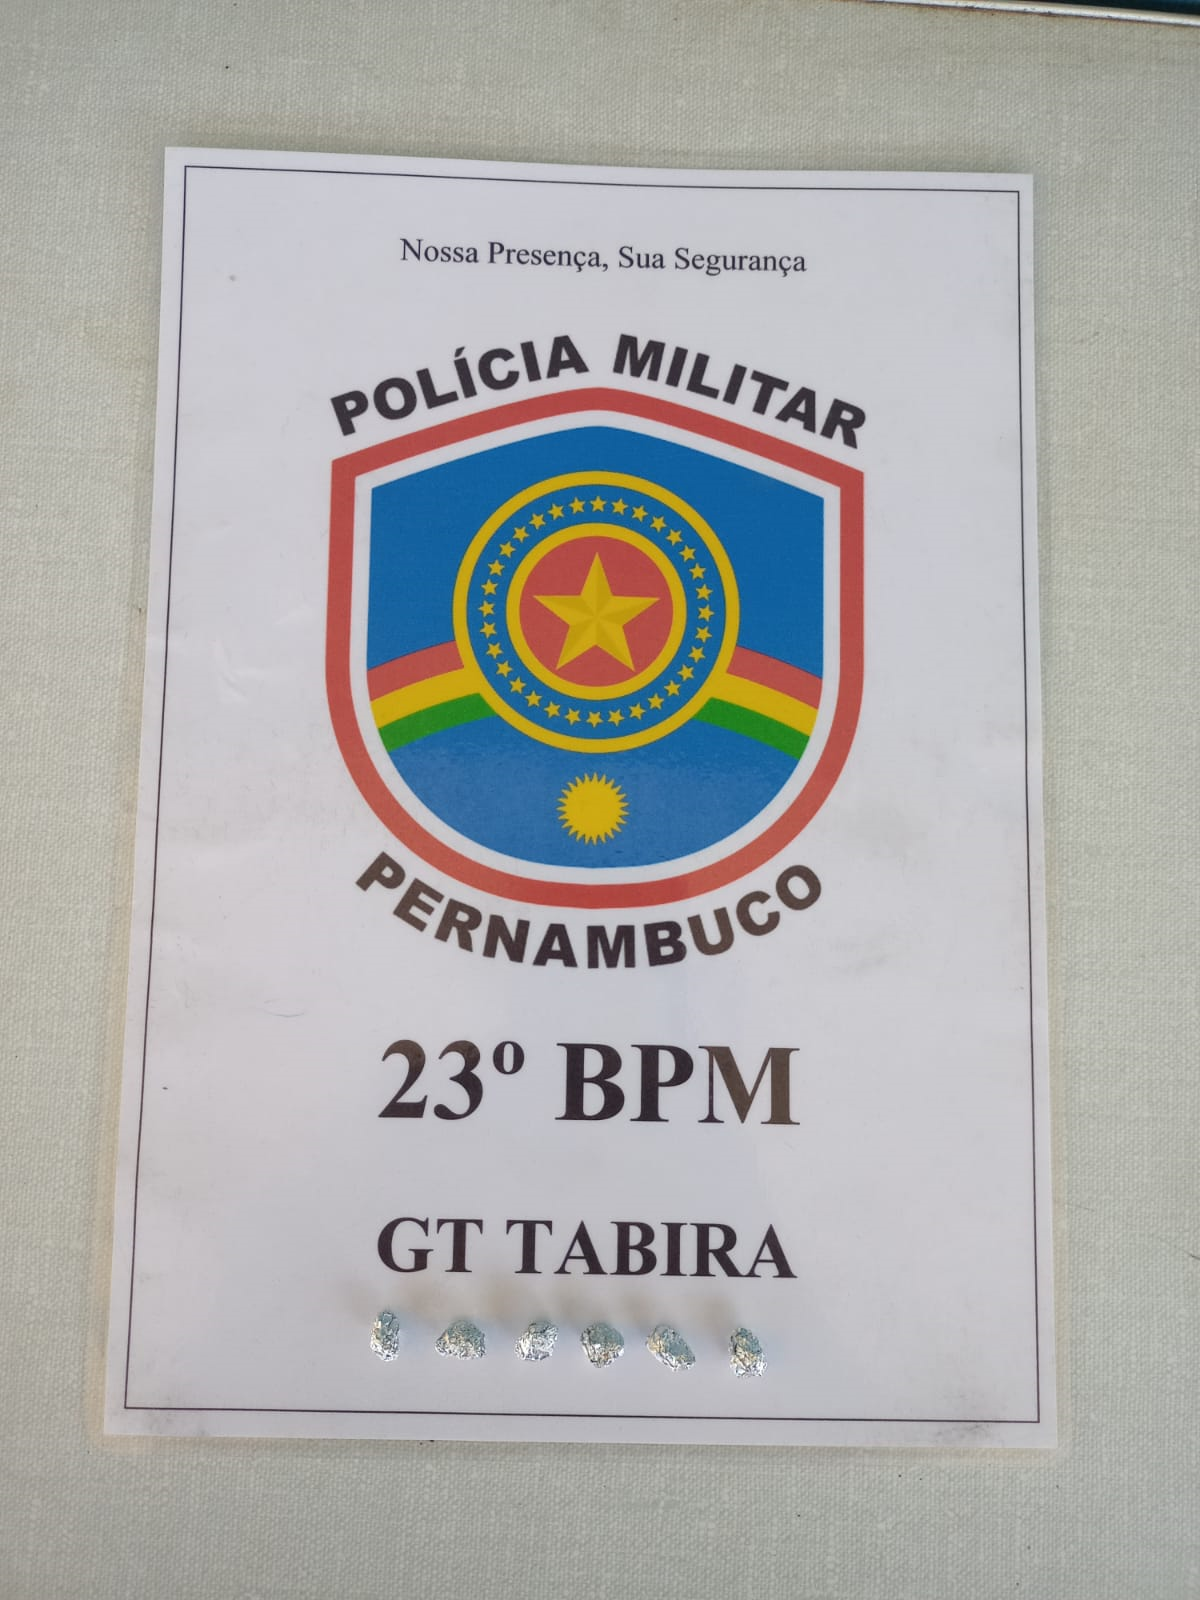 Nossa Presença, Sua Segurança
POLÍCIA MILITAR
PERNAMBUCO
23º BPM
GT TABIRA